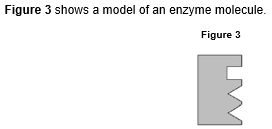 Figure 3 shows a model of an enzyme molecule.
Figure 3